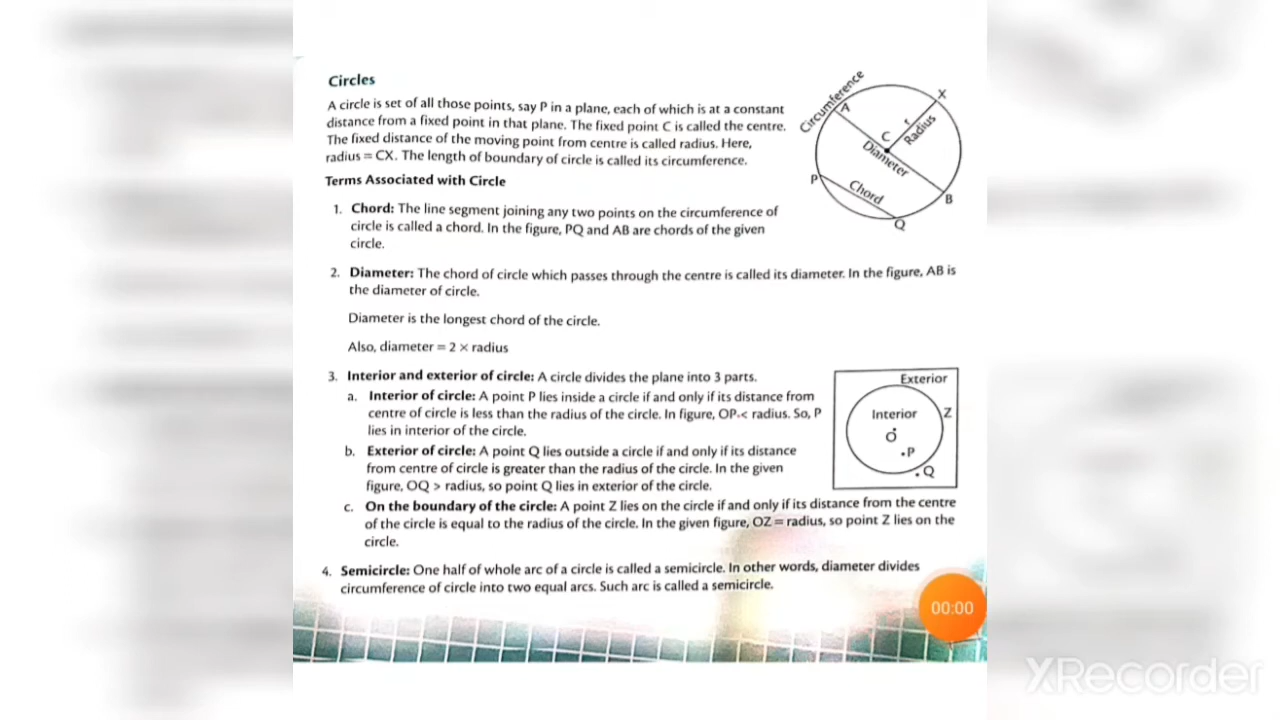 Circles
A circle is set of all those points, say P in a plane, each of which is at a constant
distance from a fixed point in that plane. The fixed point C is called the centre.
The fixed distance of the moving point from centre is called radius. Here,
radius = CX. The length of boundary of circle is called its circumference.
Circumference
A
X
C
r
Radius
Diameter
P
Chord
B
Q
Terms Associated with Circle
1. Chord: The line segment joining any two points on the circumference of
circle is called a chord. In the figure, PQ and AB are chords of the given
circle.
2. Diameter: The chord of circle which passes through the centre is called its diameter. In the figure, AB is
the diameter of circle.
Diameter is the longest chord of the circle.
Also, diameter = 2 × radius
3. Interior and exterior of circle: A circle divides the plane into 3 parts.
a. Interior of circle: A point P lies inside a circle if and only if its distance from
centre of circle is less than the radius of the circle. In figure, OP < radius. So, P
lies in interior of the circle.
b. Exterior of circle: A point Q lies outside a circle if and only if its distance
from centre of circle is greater than the radius of the circle. In the given
figure, OQ > radius, so point Q lies in exterior of the circle.
Exterior
Interior
Z
O
P
Q
c. On the boundary of the circle: A point Z lies on the circle if and only if its distance from the centre
of the circle is equal to the radius of the circle. In the given figure, OZ = radius, so point Z lies on the
circle.
4. Semicircle: One half of whole arc of a circle is called a semicircle. In other words, diameter divides
circumference of circle into two equal arcs. Such arc is called a semicircle.
00:00
XRecorder